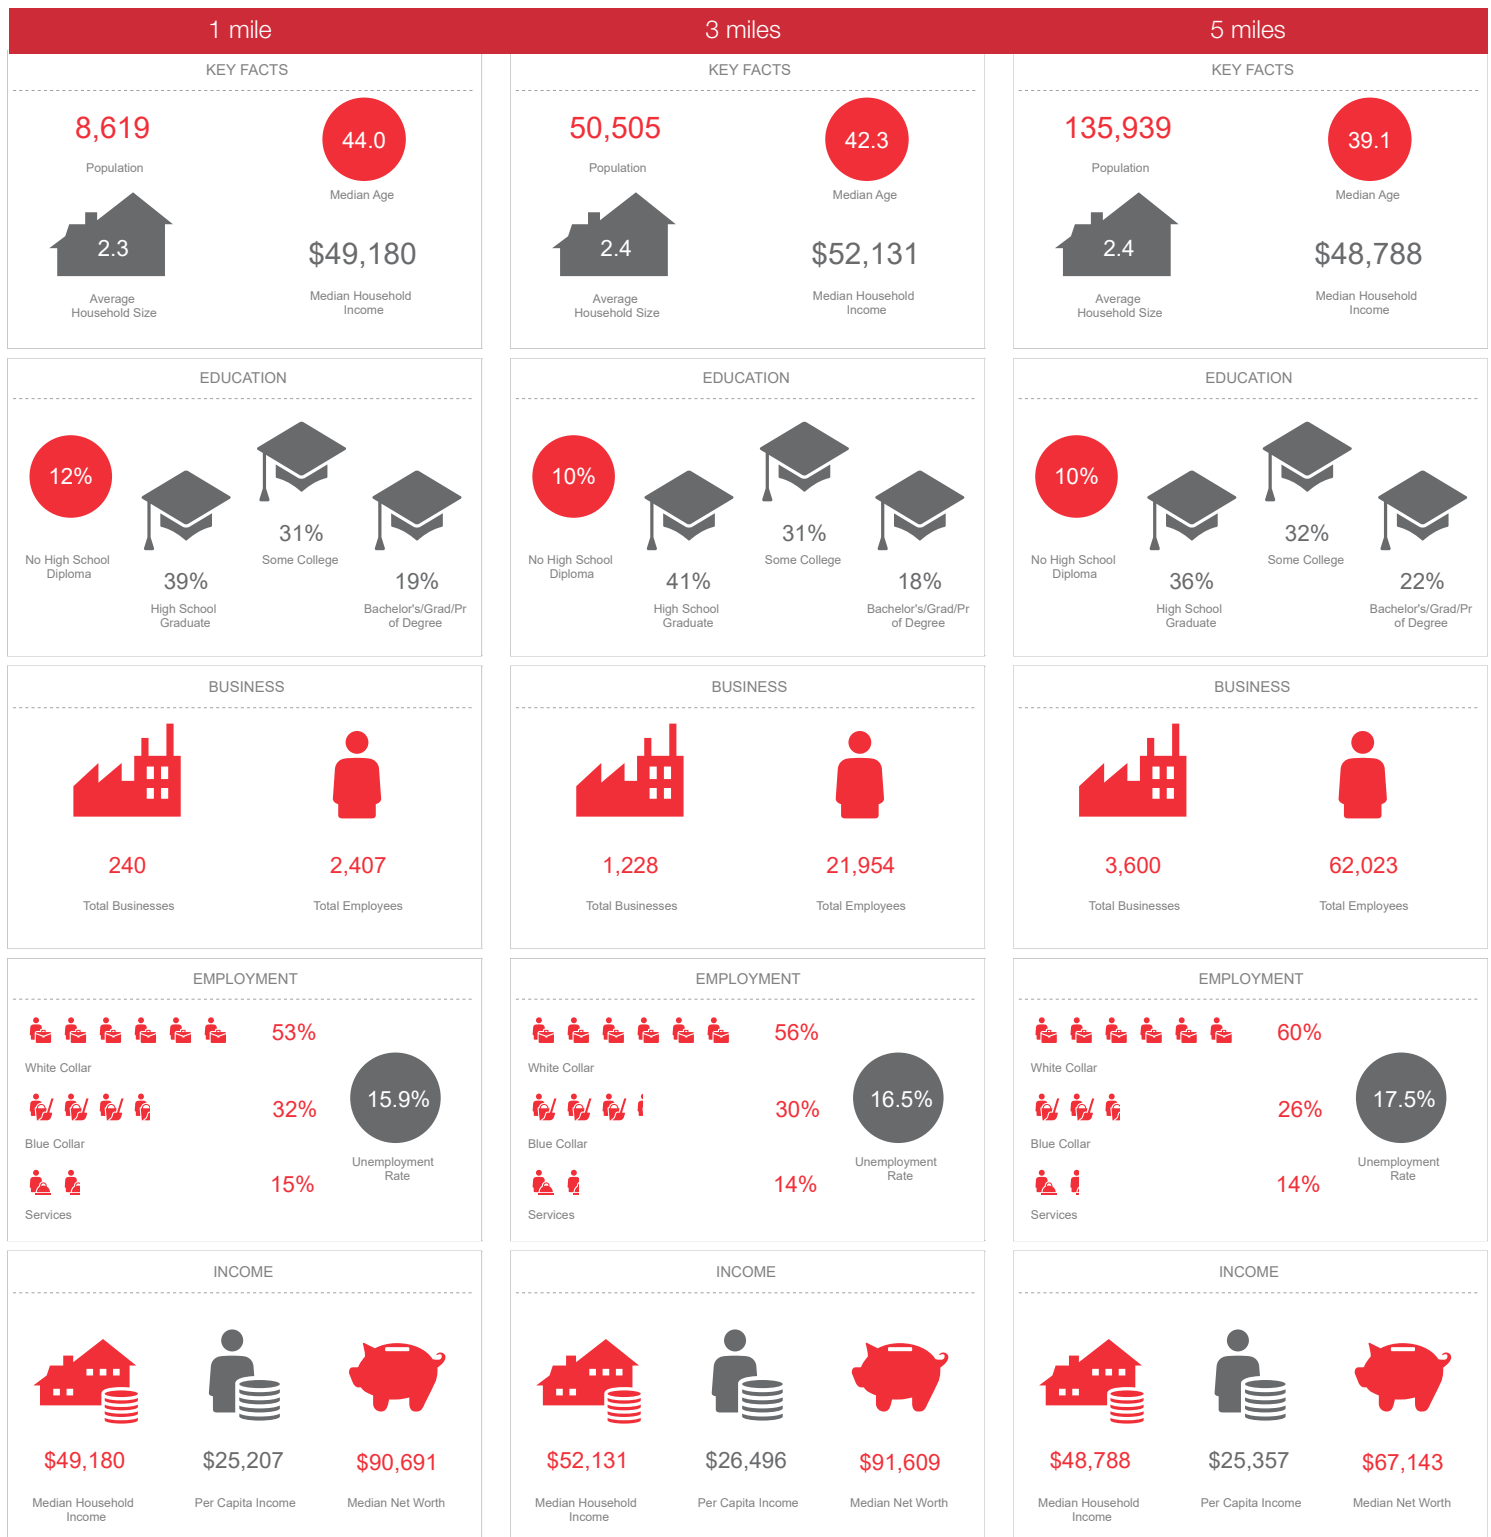 1 mile
3 miles
5 miles
KEY FACTS
8,619
Population
44.0
Median Age
2.3
Average
Household Size
$49,180
Median Household
Income
KEY FACTS
50,505
Population
42.3
Median Age
2.4
Average
Household Size
$52,131
Median Household
Income
KEY FACTS
135,939
Population
39.1
Median Age
2.4
Average
Household Size
$48,788
Median Household
Income
EDUCATION
12%
No High School
Diploma
39%
High School
Graduate
31%
Some College
19%
Bachelor's/Grad/Pr
of Degree
EDUCATION
10%
No High School
Diploma
41%
High School
Graduate
31%
Some College
18%
Bachelor's/Grad/Pr
of Degree
EDUCATION
10%
No High School
Diploma
36%
High School
Graduate
32%
Some College
22%
Bachelor's/Grad/Pr
of Degree
BUSINESS
240
Total Businesses
2,407
Total Employees
BUSINESS
1,228
Total Businesses
21,954
Total Employees
BUSINESS
3,600
Total Businesses
62,023
Total Employees
EMPLOYMENT
53%
White Collar
32%
Blue Collar
15%
Services
15.9%
Unemployment
Rate
EMPLOYMENT
56%
White Collar
30%
Blue Collar
14%
Services
16.5%
Unemployment
Rate
EMPLOYMENT
60%
White Collar
26%
Blue Collar
14%
Services
17.5%
Unemployment
Rate
INCOME
$49,180
Median Household
Income
$25,207
Per Capita Income
$90,691
Median Net Worth
INCOME
$52,131
Median Household
Income
$26,496
Per Capita Income
$91,609
Median Net Worth
INCOME
$48,788
Median Household
Income
$25,357
Per Capita Income
$67,143
Median Net Worth